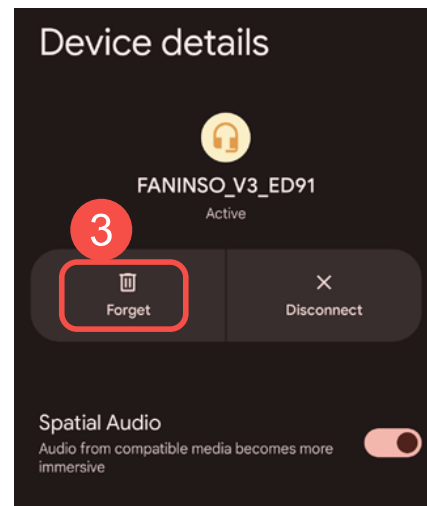 Device details
FANINSO_V3_ED91
Active
3
Forget
Disconnect
Spatial Audio
Audio from compatible media becomes more
immersive